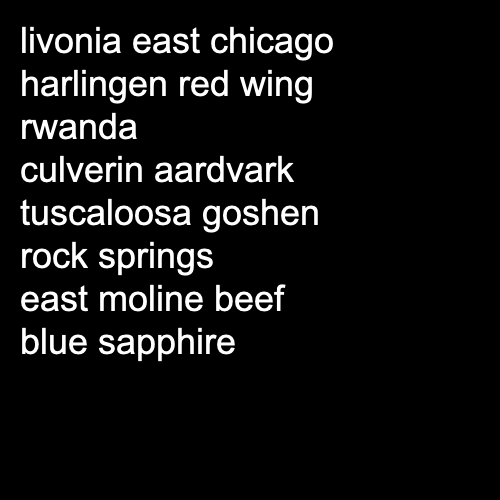 livonia east chicago
harlingen red wing
rwanda
culverin aardvark
tuscaloosa goshen
rock springs
east moline beef
blue sapphire